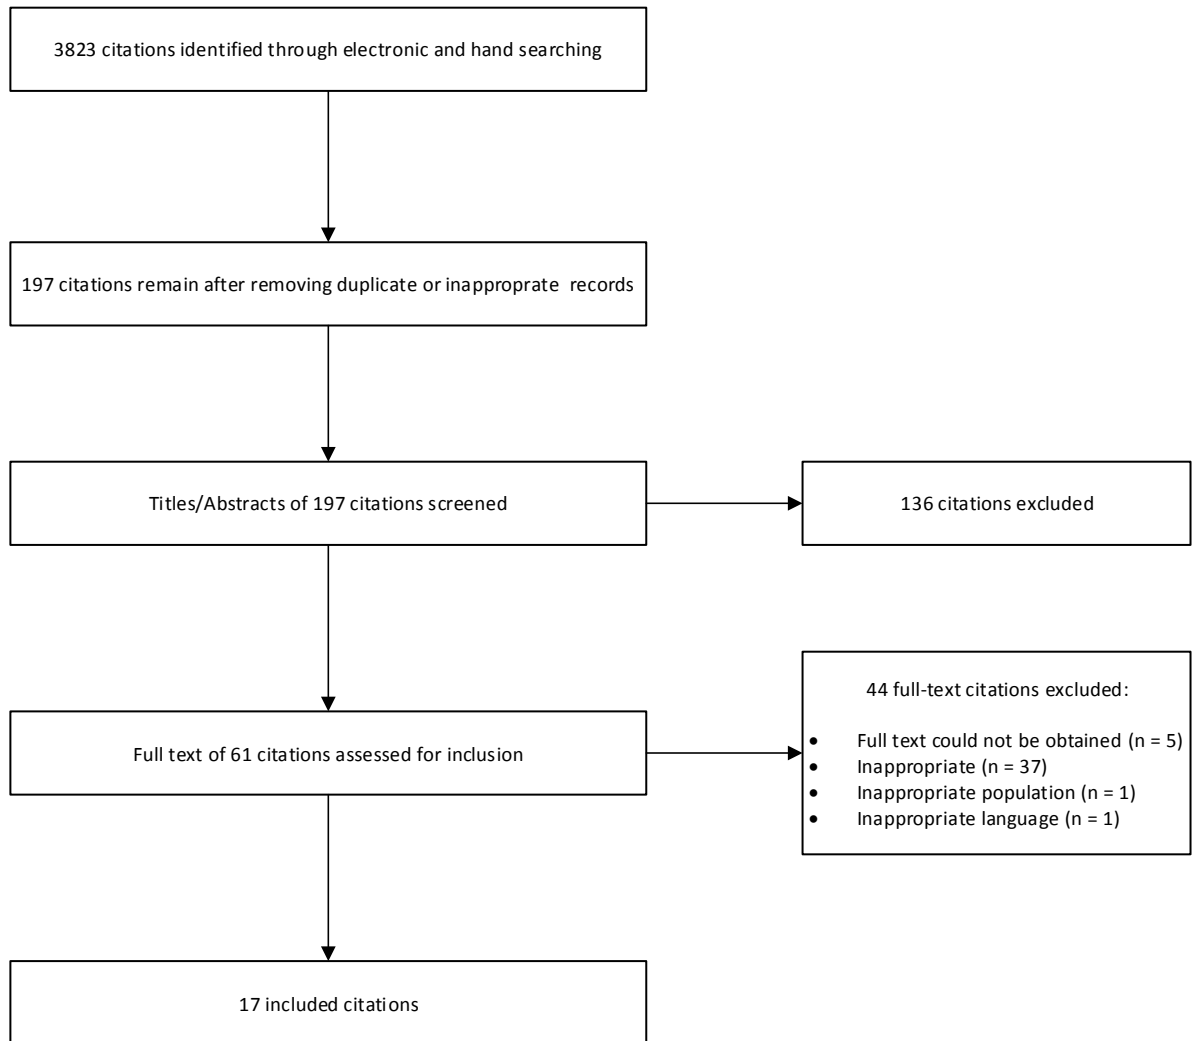 3823 citations identified through electronic and hand searching
197 citations remain after removing duplicate or inapproprate  records
Titles/Abstracts of 197 citations screened
136 citations excluded
44 full-text citations excluded:
• Full text could not be obtained (n = 5)
• Inappropriate (n = 37)
• Inappropriate population (n = 1)
• Inappropriate language (n = 1)
Full text of 61 citations assessed for inclusion
17 included citations